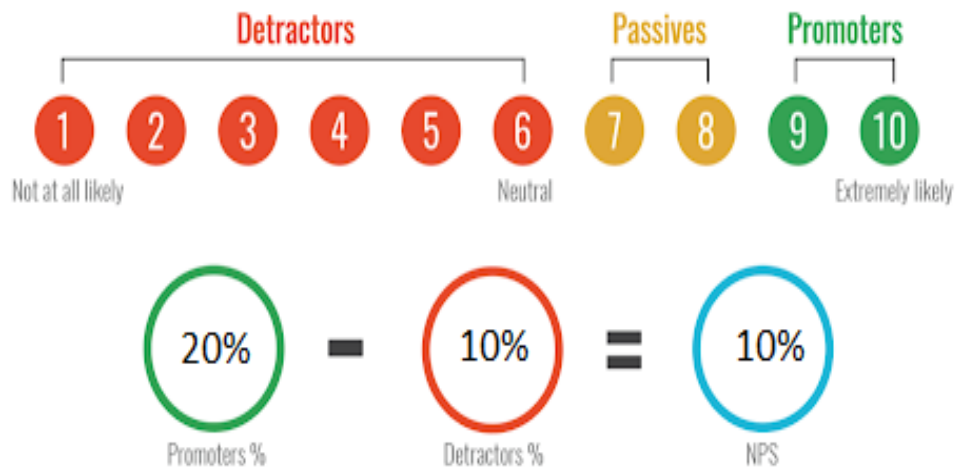 Detractors Passives Promoters
1 2 3 4 5 6 7 8 9 10
Not at all likely Neutral Extremely likely
20% - 10% = 10%
Promoters % Detractors % NPS